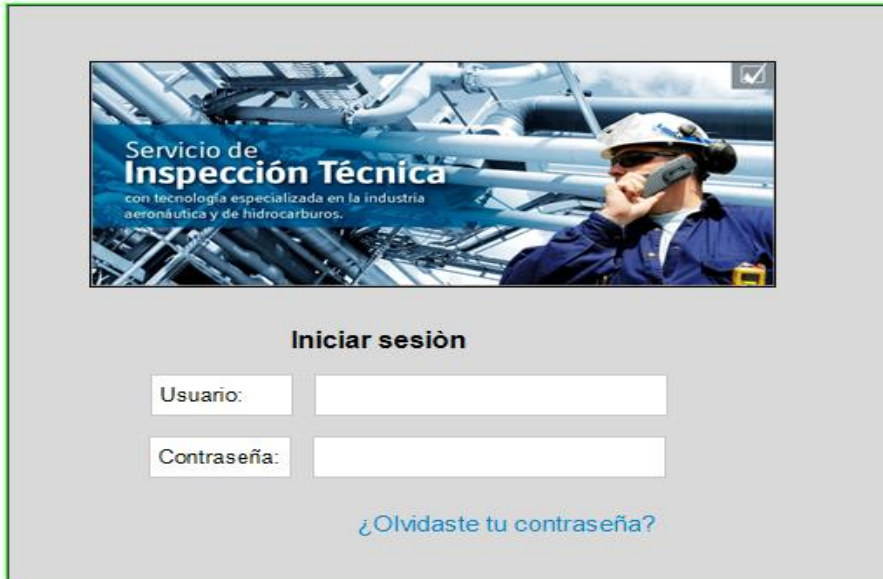 Servicio de
Inspección Técnica
con tecnología especializada en la industria
aeronáutica y de hidrocarburos.
Iniciar sesiòn
Usuario:
Contraseña:
¿Olvidaste tu contraseña?